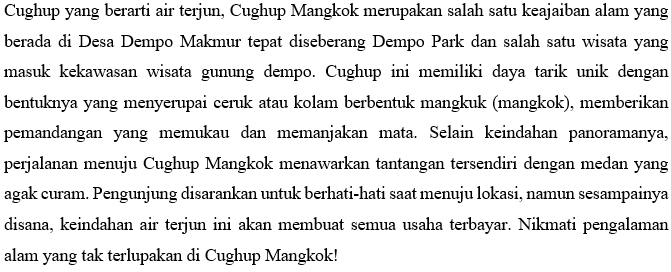 Cughup yang berarti air terjun, Cughup Mangkok merupakan salah satu keajaiban alam yang
berada di Desa Dempo Makmur tepat diseberang Dempo Park dan salah satu wisata yang
masuk kekawasan wisata gunung dempo. Cughup ini memiliki daya tarik unik dengan
bentuknya yang menyerupai ceruk atau kolam berbentuk mangkuk (mangkok), memberikan
pemandangan yang memukau dan memanjakan mata. Selain keindahan panoramanya,
perjalanan menuju Cughup Mangkok menawarkan tantangan tersendiri dengan medan yang
agak curam. Pengunjung disarankan untuk berhati-hati saat menuju lokasi, namun sesampainya
disana, keindahan air terjun ini akan membuat semua usaha terbayar. Nikmati pengalaman
alam yang tak terlupakan di Cughup Mangkok!